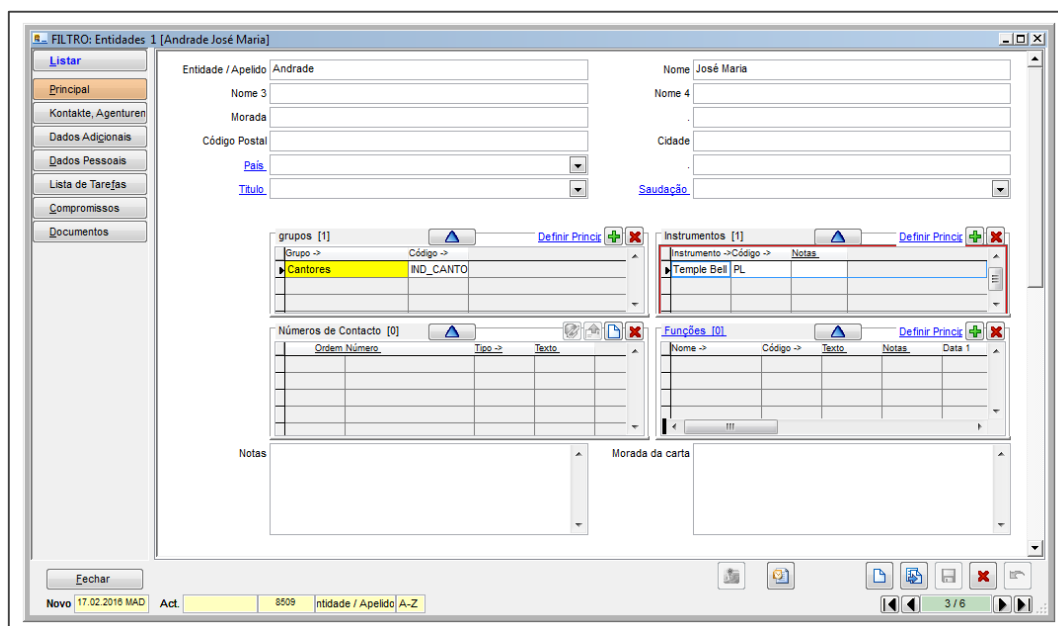 FILTRO: Entidades 1 [Andrade José Maria]
Listar
Principal
Kontakte, Agenturen
Dados Adicionais
Dados Pessoais
Lista de Tarefas
Compromissos
Documentos
Entidade / Apelido Andrade Nome José Maria
Nome 3 Nome 4
Morada .
Código Postal Cidade
País .
Título Saudação
grupos [1] Definir Princip
Grupo -> Código ->
Cantores IND_CANTO
Instrumentos [1] Definir Princip
Instrumento -> Código -> Notas
Temple Bell PL
Números de Contacto [0]
Ordem Número Tipo -> Texto
Funções [0] Definir Princip
Nome -> Código -> Texto Notas Data 1
Notas Morada da carta
Fechar
Novo 17.02.2016 MAD Act. 8509 ntidade / Apelido A-Z 3 / 6